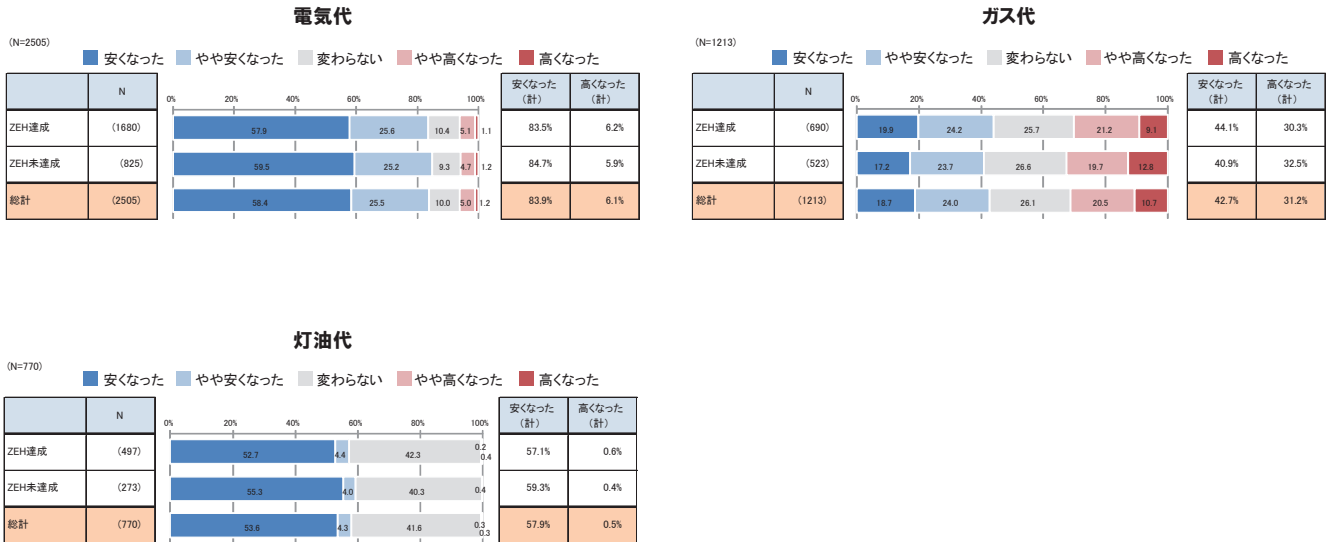 電気代
(N=2505)
安くなった やや安くなった 変わらない やや高くなった 高くなった
N 0% 20% 40% 60% 80% 100% 安くなった（計） 高くなった（計）
ZEH達成 (1680) 57.9 25.6 10.4 5.1 1.1 83.5% 6.2%
ZEH未達成 (825) 59.5 25.2 9.3 4.7 1.2 84.7% 5.9%
総計 (2505) 58.4 25.5 10.0 5.0 1.2 83.9% 6.1%
ガス代
(N=1213)
安くなった やや安くなった 変わらない やや高くなった 高くなった
N 0% 20% 40% 60% 80% 100% 安くなった（計） 高くなった（計）
ZEH達成 (690) 19.9 24.2 25.7 21.2 9.1 44.1% 30.3%
ZEH未達成 (523) 17.2 23.7 26.6 19.7 12.8 40.9% 32.5%
総計 (1213) 18.7 24.0 26.1 20.5 10.7 42.7% 31.2%
灯油代
(N=770)
安くなった やや安くなった 変わらない やや高くなった 高くなった
N 0% 20% 40% 60% 80% 100% 安くなった（計） 高くなった（計）
ZEH達成 (497) 52.7 4.4 42.3 0.2 0.4 57.1% 0.6%
ZEH未達成 (273) 55.3 4.0 40.3 0.4 59.3% 0.4%
総計 (770) 53.6 4.3 41.6 0.3 0.3 57.9% 0.5%